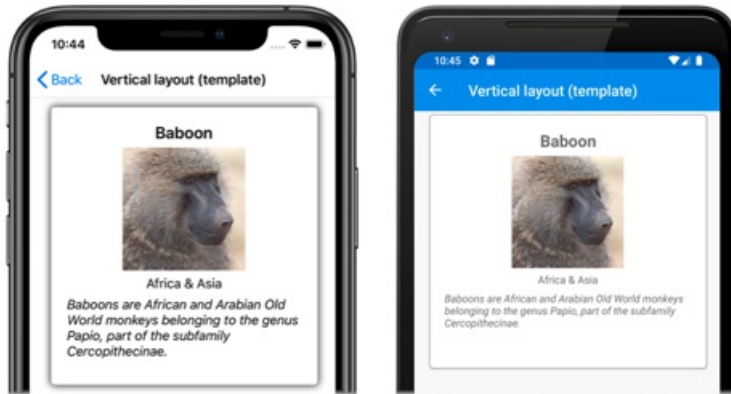 10:44
Back Vertical layout (template)
Baboon
Africa & Asia
Baboons are African and Arabian Old
World monkeys belonging to the genus
Papio, part of the subfamily
Cercopithecinae.
10:45
Vertical layout (template)
Baboon
Africa & Asia
Baboons are African and Arabian Old World monkeys
belonging to the genus Papio, part of the subfamily
Cercopithecinae.